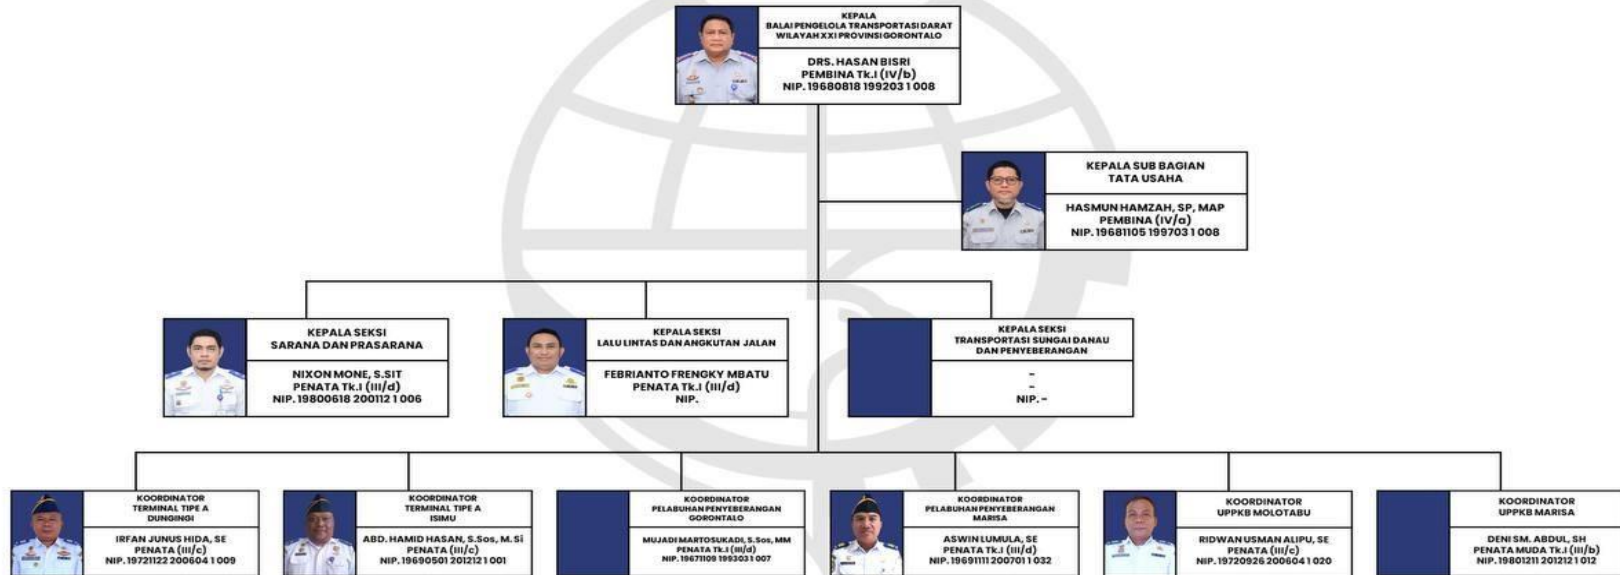 KEPALA
BALAI PENGELOLA TRANSPORTASI DARAT
WILAYAH XXI PROVINSI GORONTALO
DRS. HASAN BISRI
PEMBINA Tk.I (IV/b)
NIP. 19680818 199203 1 008
KEPALA SUB BAGIAN
TATA USAHA
HASMUN HAMZAH, SP, MAP
PEMBINA (IV/a)
NIP. 19681105 199703 1 008
KEPALA SEKSI
SARANA DAN PRASARANA
NIXON MONE, S.SIT
PENATA Tk.I (III/d)
NIP. 19800618 200112 1 006
KEPALA SEKSI
LALU LINTAS DAN ANGKUTAN JALAN
FEBRIANTO FRENGKY MBATU
PENATA Tk.I (III/d)
NIP.
KEPALA SEKSI
TRANSPORTASI SUNGAI DANAU
DAN PENYEBERANGAN
-
-
NIP. -
KOORDINATOR
TERMINAL TIPE A
DUNGINGI
IRFAN JUNUS HIDA, SE
PENATA (III/c)
NIP. 19721122 200604 1 009
KOORDINATOR
TERMINAL TIPE A
ISIMU
ABD. HAMID HASAN, S.Sos, M.Si
PENATA (III/c)
NIP. 19690501 201212 1 001
KOORDINATOR
PELABUHAN PENYEBERANGAN
GORONTALO
MUJADI MARTOSUKADI, S.Sos, MM
PENATA Tk.I (III/d)
NIP. 19671109 199303 1 007
KOORDINATOR
PELABUHAN PENYEBERANGAN
MARISA
ASWIN LUMULA, SE
PENATA Tk.I (III/d)
NIP. 19691111 200701 1 032
KOORDINATOR
UPPKB MOLOTABU
RIDWAN USMAN ALIPU, SE
PENATA (III/c)
NIP. 19720926 200604 1 020
KOORDINATOR
UPPKB MARISA
DENI SM. ABDUL, SH
PENATA MUDA Tk.I (III/b)
NIP. 19801211 201212 1 012